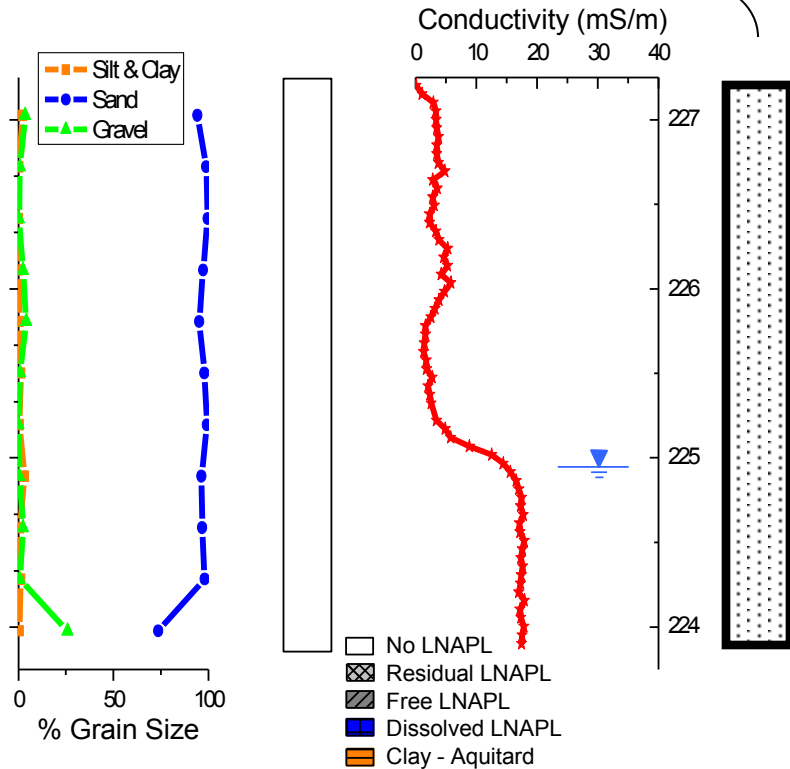 Conductivity (mS/m)
0 10 20 30 40
Silt & Clay
Sand
Gravel
227
226
225
224
0 50 100
% Grain Size
No LNAPL
Residual LNAPL
Free LNAPL
Dissolved LNAPL
Clay - Aquitard